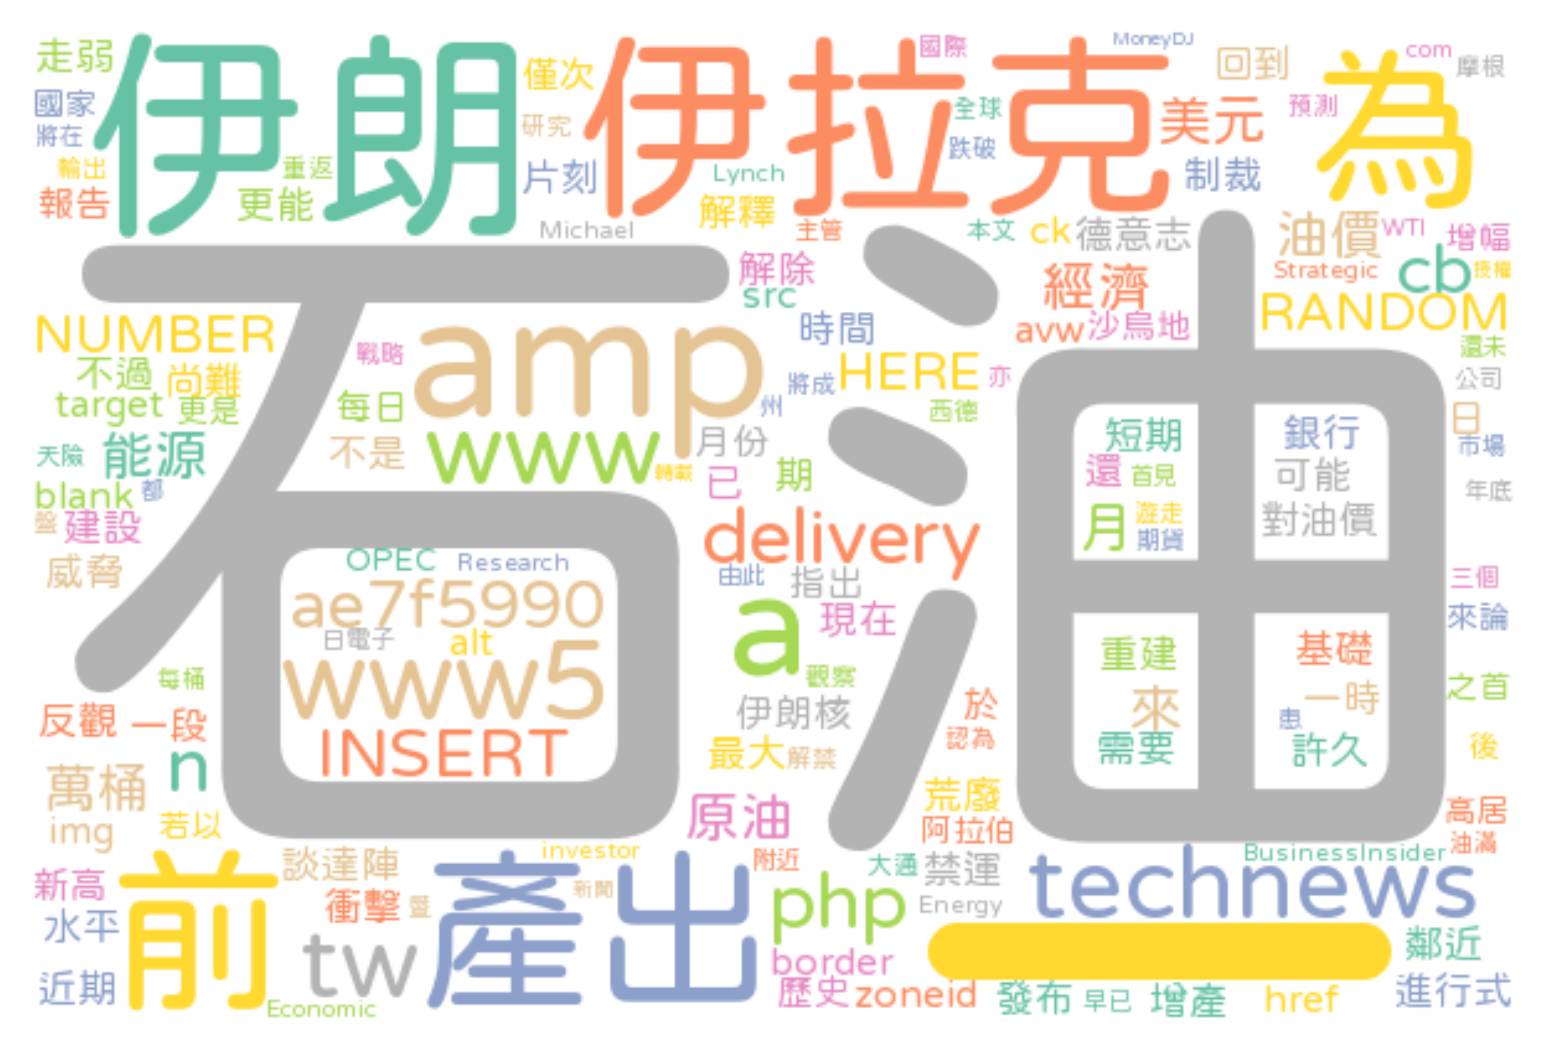 走弱
伊朗
僅次
伊拉克
國際
MoneyDJ
回到
com
摩根
為
國家
將在
研究
全球
美元
預測
輸出
重返
片刻
Lynch
跌破
制裁
報告
更能
解釋
Michael
主管
本文
ck
德意志
油價
WTI
增幅
石油
解除
src
經濟
Strategic
cb
授權
NUMBER
amp
時間
avw
沙烏地
RANDOM
戰略
還未
不過
尚難
HERE
亦
將成
公司
target
更是
每日
州
西德
日
天險
能源
不是
www
月份
短期
銀行
市場
轉載
已
期
還
首見
可能
年底
blank
都
盤
建設
delivery
月
遊走
期貨
對油價
威脅
OPEC
Research
由此
指出
三個
ae7f5990
a
現在
來論
日電子
alt
重建
基礎
每桶
www5
觀察
之首
反觀
一段
伊朗核
於
來
一時
患
INSERT
最大
解禁
認為
需要
許久
後
n
萬桶
img
若以
原油
荒廢
阿拉伯
高居
油滿
新高
前
談達陣
產出
investor
附近
大通
禁運
BusinessInsider
technews
新聞
衝擊
暨
php
Energy
水平
tw
border
一
鄰近
近期
Economic
歷史
zoneid
發布
早已
增產
href
進行式